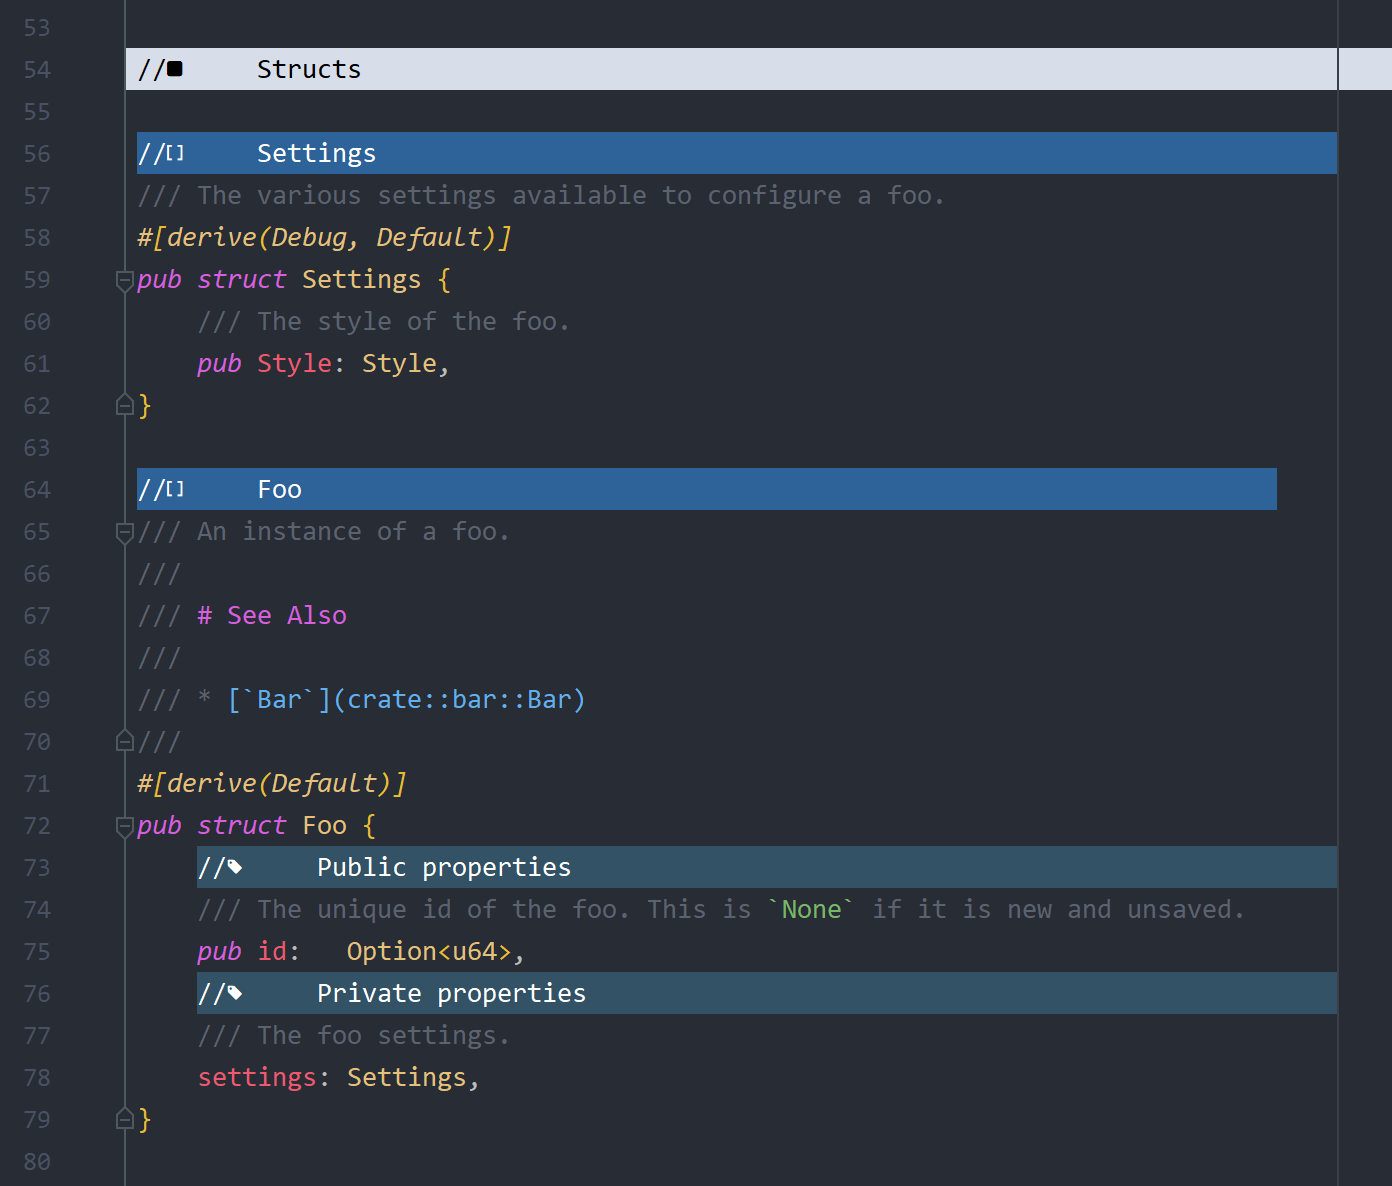 53
54 //■     Structs
55
56 //[]     Settings
57 /// The various settings available to configure a foo.
58 #[derive(Debug, Default)]
59 pub struct Settings {
60     /// The style of the foo.
61     pub Style: Style,
62 }
63
64 //[]     Foo
65 /// An instance of a foo.
66 ///
67 /// # See Also
68 ///
69 /// * [`Bar`](crate::bar::Bar)
70 ///
71 #[derive(Default)]
72 pub struct Foo {
73     //     Public properties
74     /// The unique id of the foo. This is `None` if it is new and unsaved.
75     pub id:   Option<u64>,
76     //     Private properties
77     /// The foo settings.
78     settings: Settings,
79 }
80